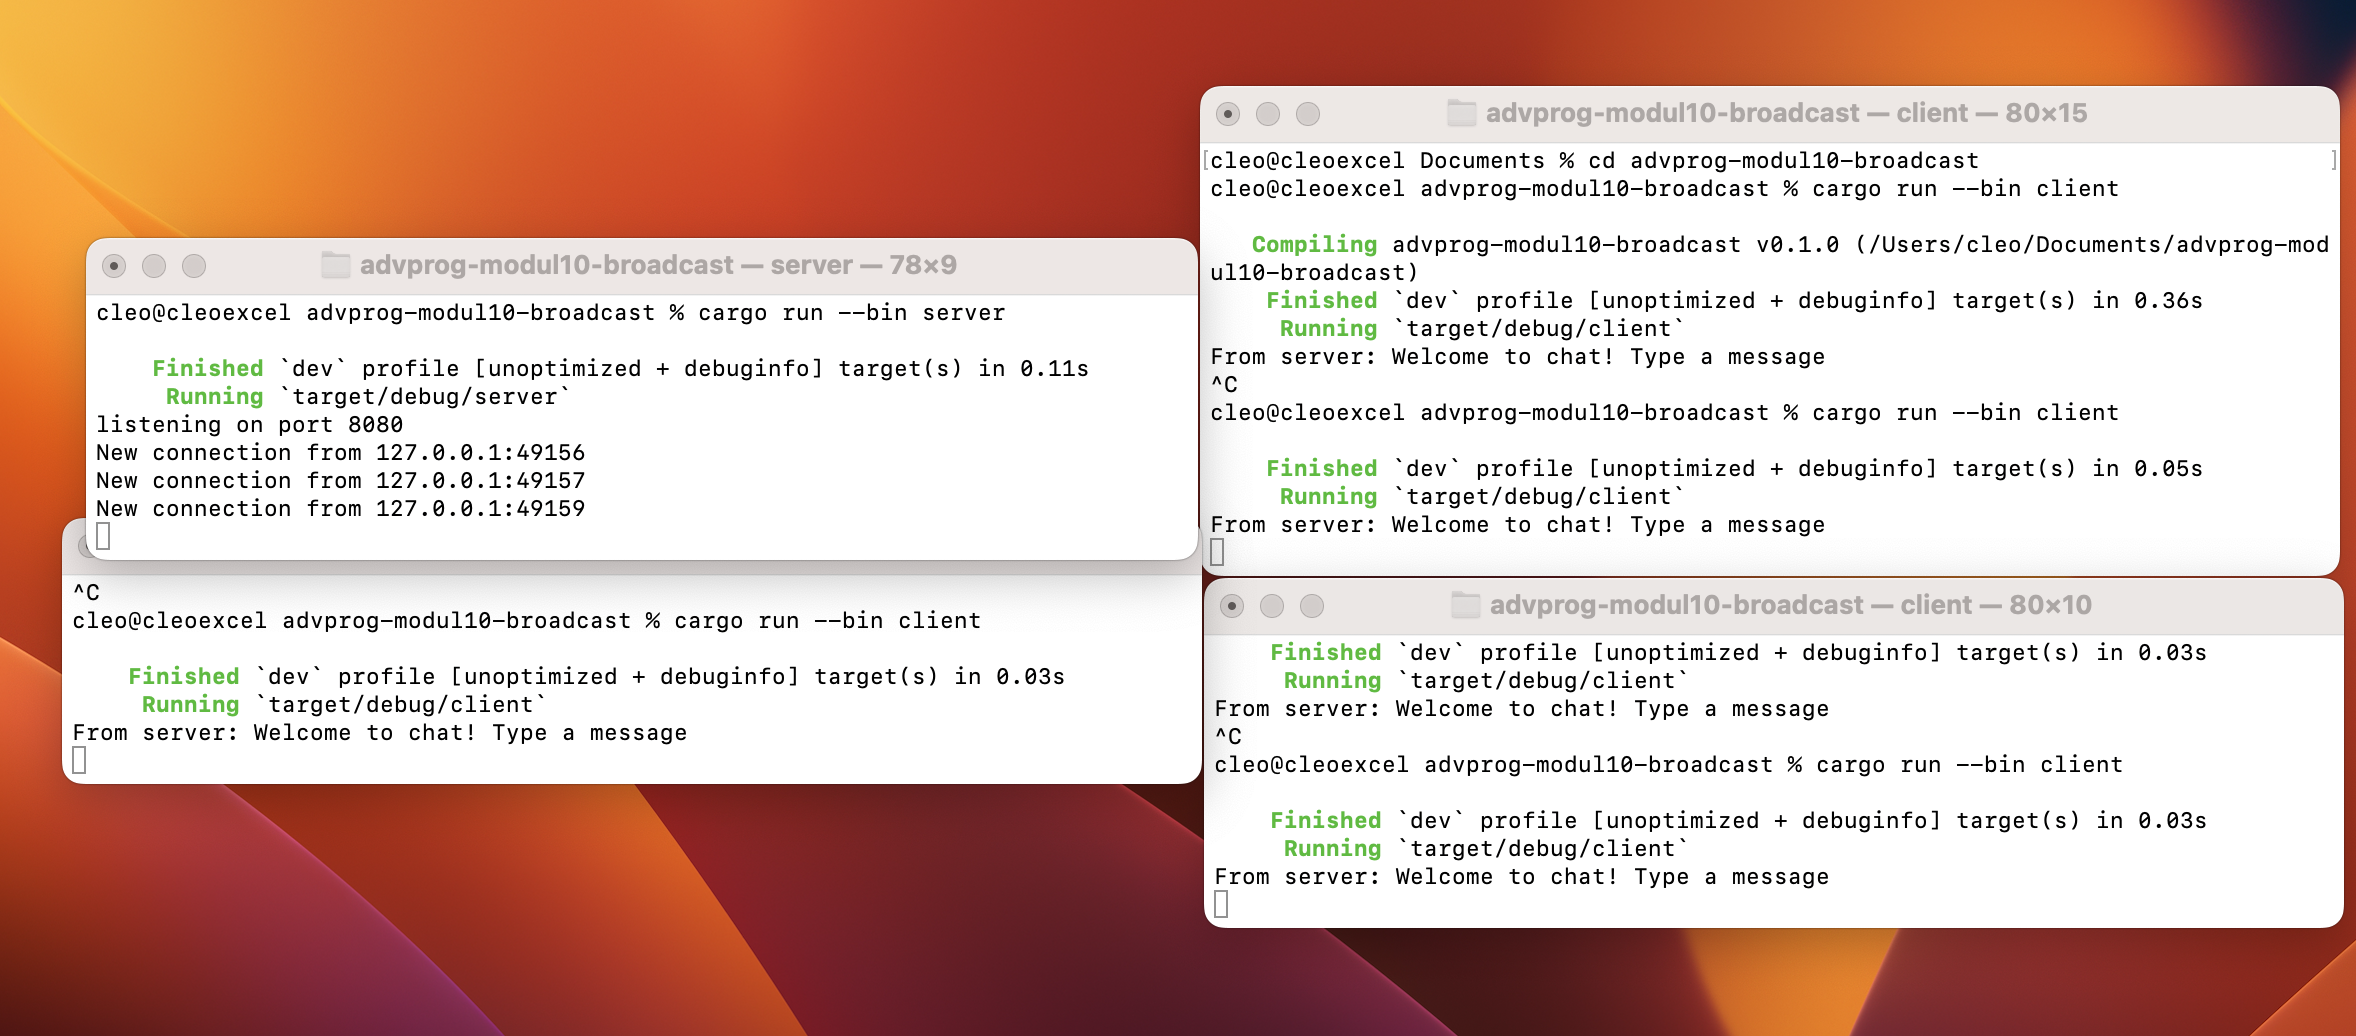 advprog-modul10-broadcast — server — 78×9
cleo@cleoexcel advprog-modul10-broadcast % cargo run --bin server
Finished `dev` profile [unoptimized + debuginfo] target(s) in 0.11s
Running `target/debug/server`
listening on port 8080
New connection from 127.0.0.1:49156
New connection from 127.0.0.1:49157
New connection from 127.0.0.1:49159
^C
cleo@cleoexcel advprog-modul10-broadcast % cargo run --bin client
Finished `dev` profile [unoptimized + debuginfo] target(s) in 0.03s
Running `target/debug/client`
From server: Welcome to chat! Type a message
advprog-modul10-broadcast — client — 80×15
[cleo@cleoexcel Documents % cd advprog-modul10-broadcast ]
cleo@cleoexcel advprog-modul10-broadcast % cargo run --bin client
Compiling advprog-modul10-broadcast v0.1.0 (/Users/cleo/Documents/advprog-mod
ul10-broadcast)
Finished `dev` profile [unoptimized + debuginfo] target(s) in 0.36s
Running `target/debug/client`
From server: Welcome to chat! Type a message
^C
cleo@cleoexcel advprog-modul10-broadcast % cargo run --bin client
Finished `dev` profile [unoptimized + debuginfo] target(s) in 0.05s
Running `target/debug/client`
From server: Welcome to chat! Type a message
advprog-modul10-broadcast — client — 80×10
Finished `dev` profile [unoptimized + debuginfo] target(s) in 0.03s
Running `target/debug/client`
From server: Welcome to chat! Type a message
^C
cleo@cleoexcel advprog-modul10-broadcast % cargo run --bin client
Finished `dev` profile [unoptimized + debuginfo] target(s) in 0.03s
Running `target/debug/client`
From server: Welcome to chat! Type a message